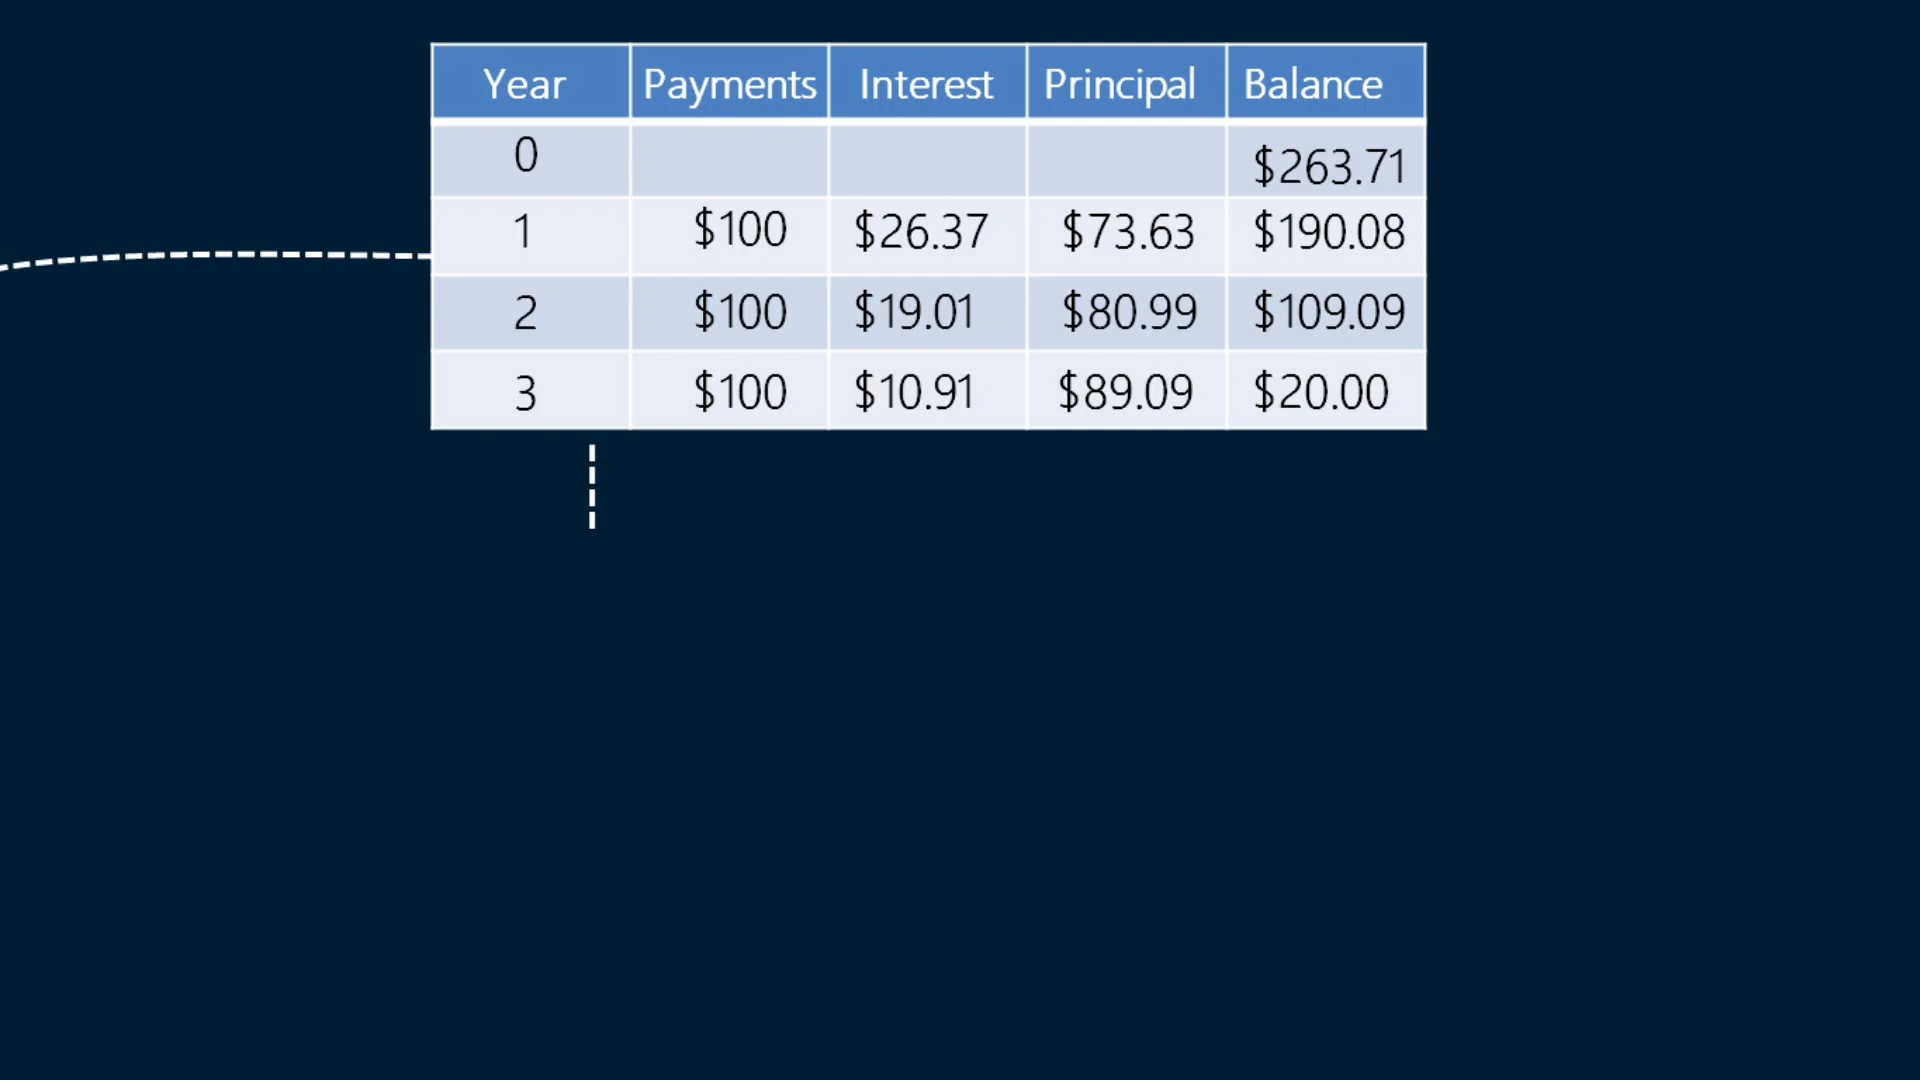 Year Payments Interest Principal Balance
0 $263.71
1 $100 $26.37 $73.63 $190.08
2 $100 $19.01 $80.99 $109.09
3 $100 $10.91 $89.09 $20.00